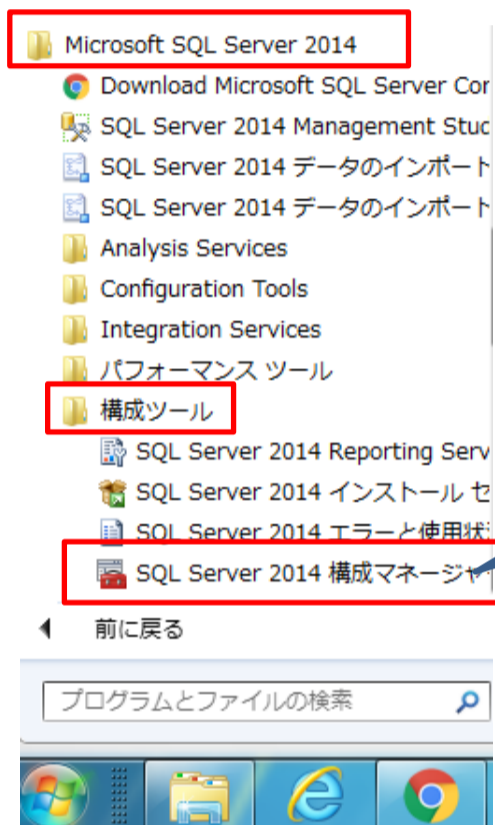 Microsoft SQL Server 2014
Download Microsoft SQL Server Cor
SQL Server 2014 Management Stud
SQL Server 2014 データのインポート
SQL Server 2014 データのインポート
Analysis Services
Configuration Tools
Integration Services
パフォーマンス ツール
構成ツール
SQL Server 2014 Reporting Serv
SQL Server 2014 インストール セ
SQL Server 2014 エラーと使用状
SQL Server 2014 構成マネージャ
前に戻る
プログラムとファイルの検索